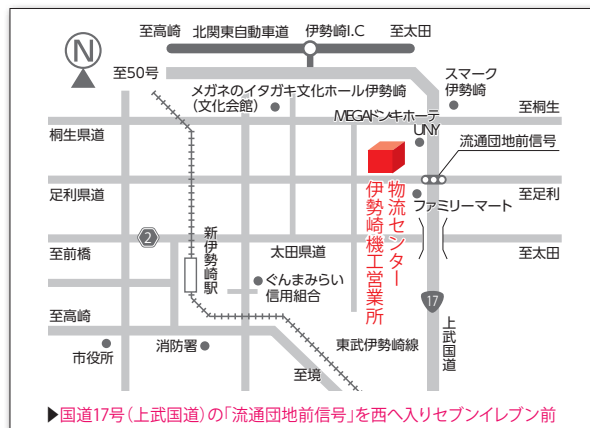 至高崎 北関東自動車道 伊勢崎I.C 至太田
N
至50号
メガネのイタガキ文化ホール伊勢崎
（文化会館）
スマーク
伊勢崎
至桐生
MEGAドンキホーテ
UNY
桐生県道
流通団地前信号
足利県道
至足利
ファミリーマート
物流センター
伊勢崎機工営業所
新伊勢崎駅
2
至前橋
太田県道
至太田
ぐんまみらい
信用組合
17
上武国道
至高崎
市役所
消防署
東武伊勢崎線
至境
▶国道17号（上武国道）の「流通団地前信号」を西へ入りセブンイレブン前